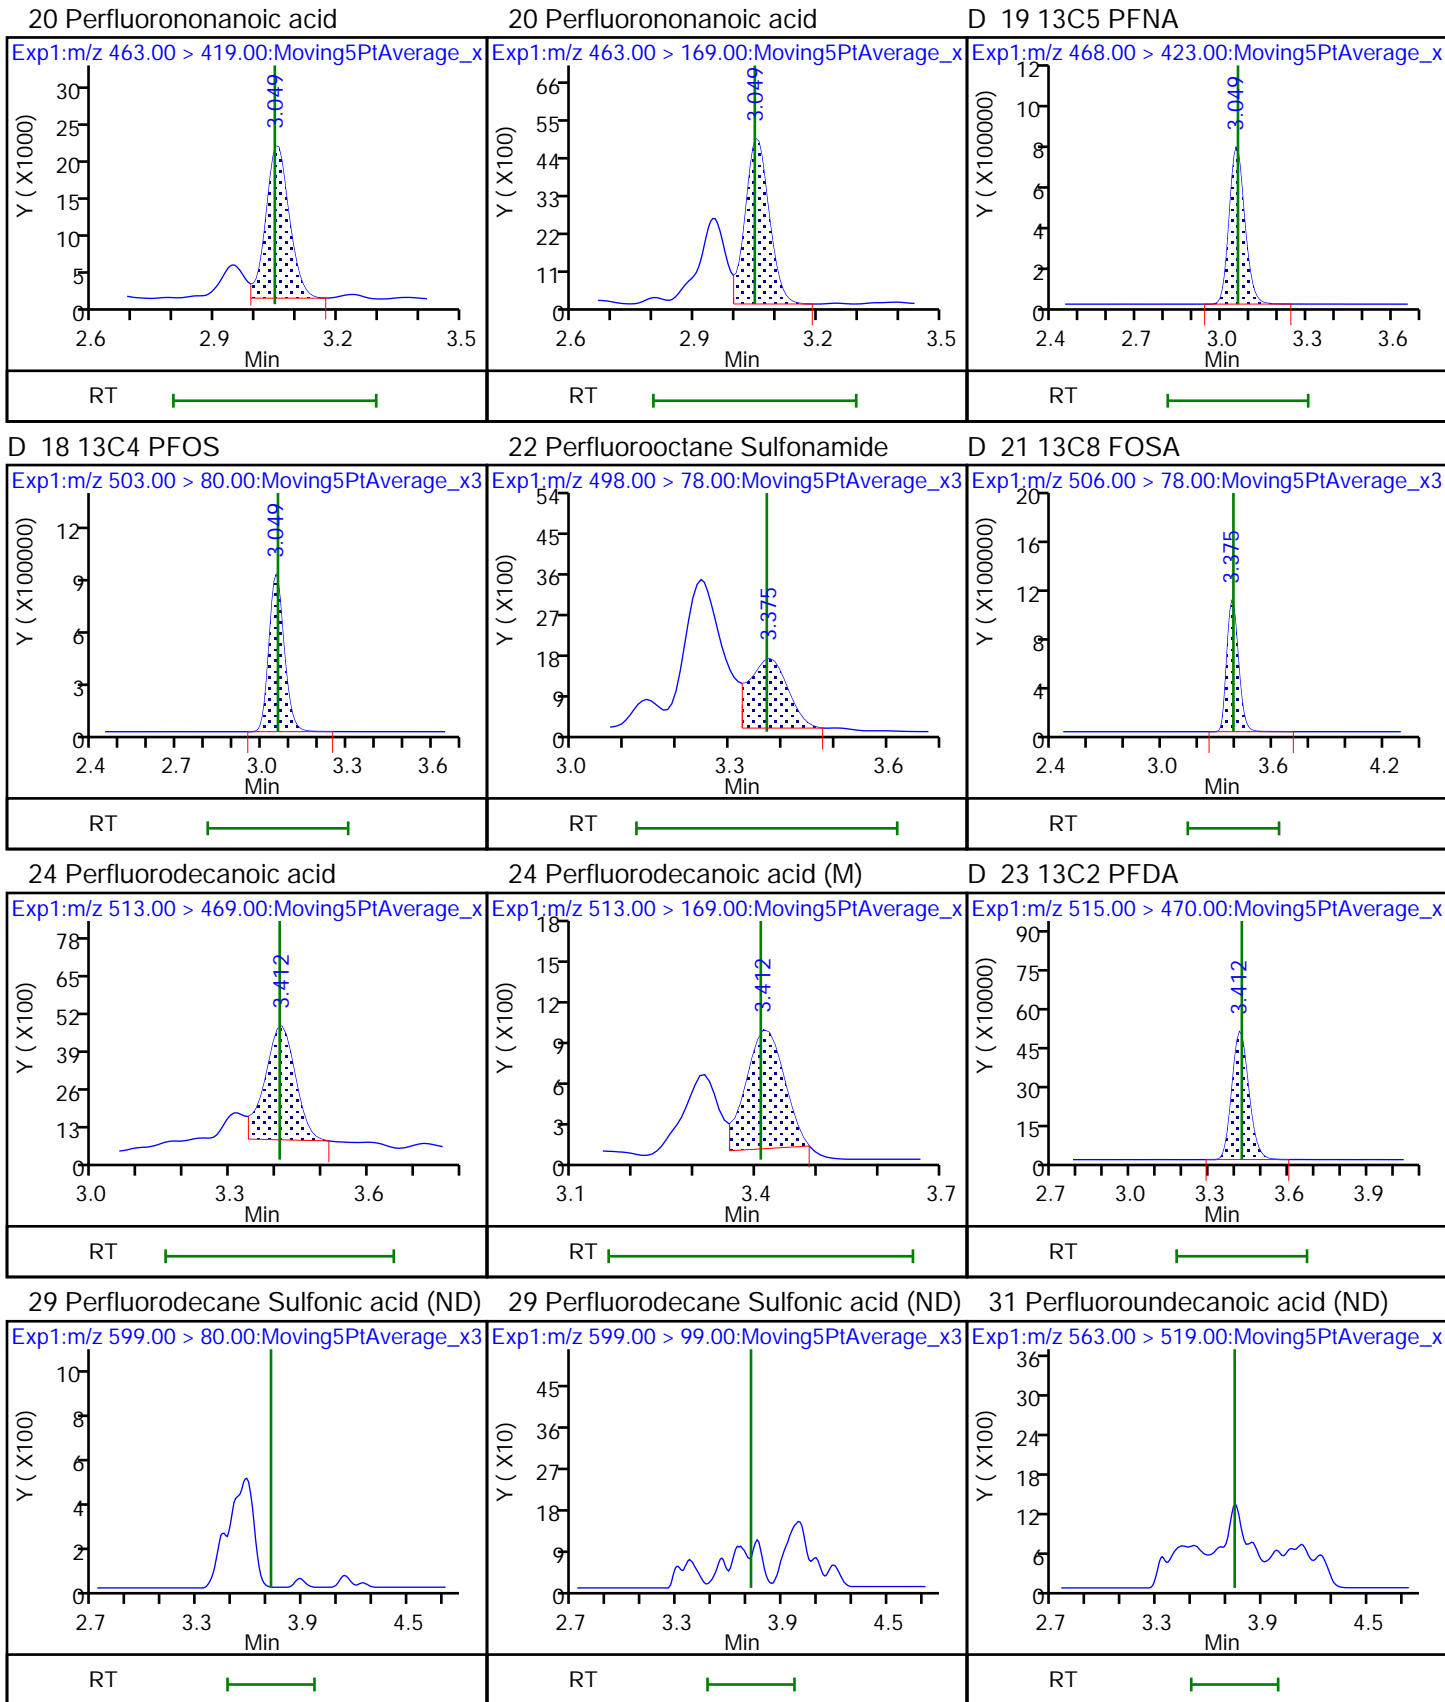 20 Perfluorononanoic acid
Exp1:m/z 463.00 > 419.00:Moving5PtAverage_x
Y ( X1000)
30
25
20
15
10
5
0
3.049
2.6 2.9 3.2 3.5
Min
RT
20 Perfluorononanoic acid
Exp1:m/z 463.00 > 169.00:Moving5PtAverage_x
Y ( X100)
66
55
44
33
22
11
0
3.049
2.6 2.9 3.2 3.5
Min
RT
D 19 13C5 PFNA
Exp1:m/z 468.00 > 423.00:Moving5PtAverage_x
Y ( X100000)
12
10
8
6
4
2
0
3.049
2.4 2.7 3.0 3.3 3.6
Min
RT
D 18 13C4 PFOS
Exp1:m/z 503.00 > 80.00:Moving5PtAverage_x3
Y ( X100000)
12
9
6
3
0
3.049
2.4 2.7 3.0 3.3 3.6
Min
RT
22 Perfluorooctane Sulfonamide
Exp1:m/z 498.00 > 78.00:Moving5PtAverage_x3
Y ( X100)
54
45
36
27
18
9
0
3.375
3.0 3.3 3.6
Min
RT
D 21 13C8 FOSA
Exp1:m/z 506.00 > 78.00:Moving5PtAverage_x3
Y ( X100000)
20
16
12
8
4
0
3.375
2.4 3.0 3.6 4.2
Min
RT
24 Perfluorodecanoic acid
Exp1:m/z 513.00 > 469.00:Moving5PtAverage_x
Y ( X100)
78
65
52
39
26
13
0
3.412
3.0 3.3 3.6
Min
RT
24 Perfluorodecanoic acid (M)
Exp1:m/z 513.00 > 169.00:Moving5PtAverage_x
Y ( X100)
18
15
12
9
6
3
0
3.412
3.1 3.4 3.7
Min
RT
D 23 13C2 PFDA
Exp1:m/z 515.00 > 470.00:Moving5PtAverage_x
Y ( X10000)
90
75
60
45
30
15
0
3.412
2.7 3.0 3.3 3.6 3.9
Min
RT
29 Perfluorodecane Sulfonic acid (ND)
Exp1:m/z 599.00 > 80.00:Moving5PtAverage_x3
Y ( X100)
10
8
6
4
2
0
2.7 3.3 3.9 4.5
Min
RT
29 Perfluorodecane Sulfonic acid (ND)
Exp1:m/z 599.00 > 99.00:Moving5PtAverage_x3
Y ( X10)
45
36
27
18
9
0
2.7 3.3 3.9 4.5
Min
RT
31 Perfluoroundecanoic acid (ND)
Exp1:m/z 563.00 > 519.00:Moving5PtAverage_x
Y ( X100)
36
30
24
18
12
6
0
2.7 3.3 3.9 4.5
Min
RT